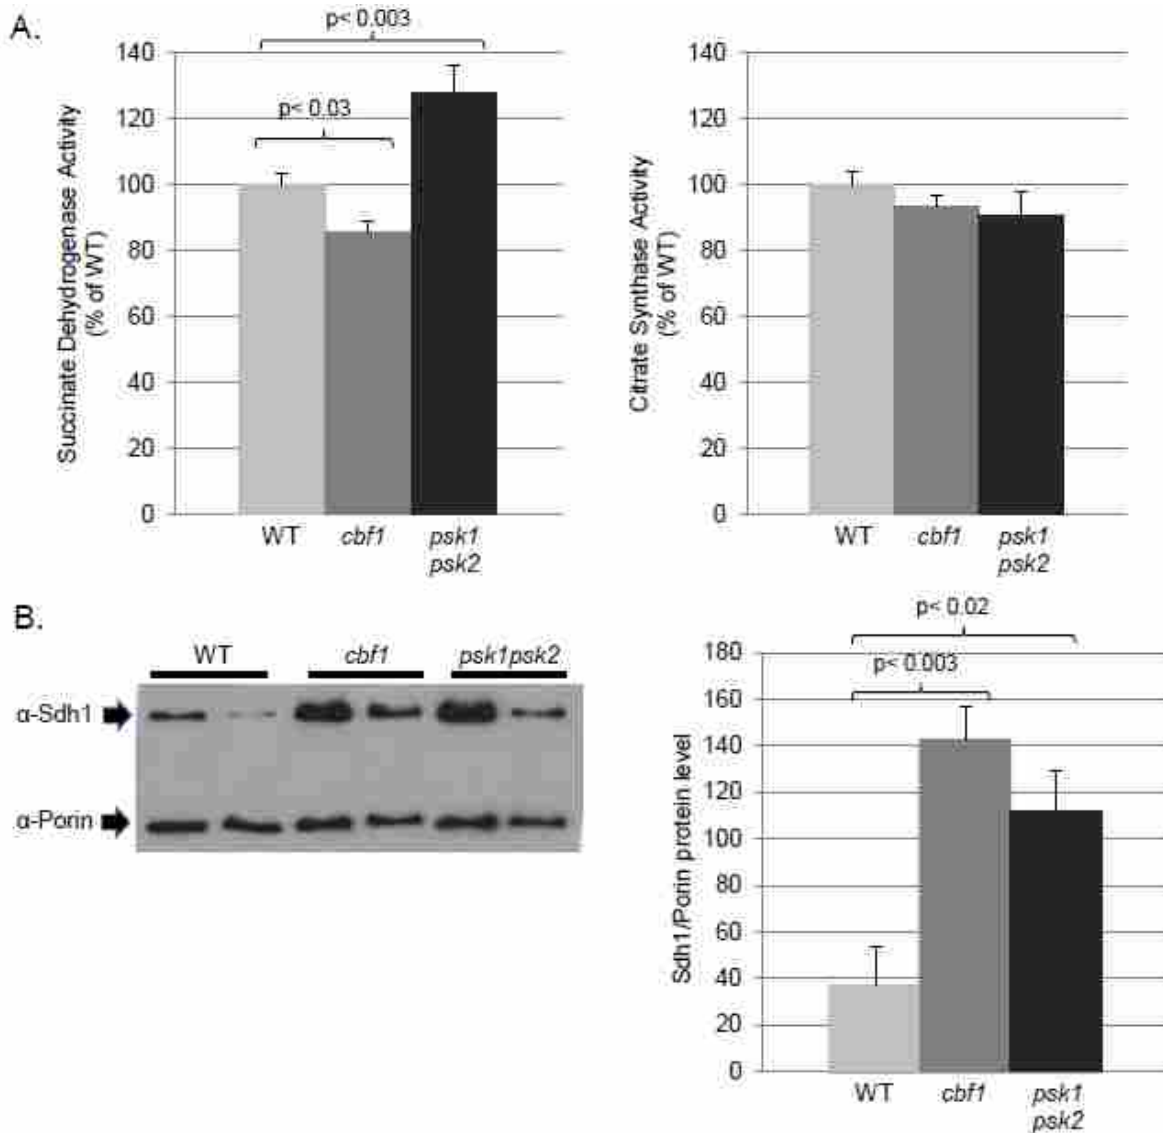 A.
p< 0.003
p< 0.03
Succinate Dehydrogenase Activity
(% of WT)
140
120
100
80
60
40
20
0
WT
cbf1
psk1
psk2
Citrate Synthase Activity
(% of WT)
140
120
100
80
60
40
20
0
WT
cbf1
psk1
psk2
B.
WT
cbf1
psk1psk2
α-Sdh1
α-Porin
p< 0.02
p< 0.003
Sdh1/Porin protein level
180
160
140
120
100
80
60
40
20
0
WT
cbf1
psk1
psk2